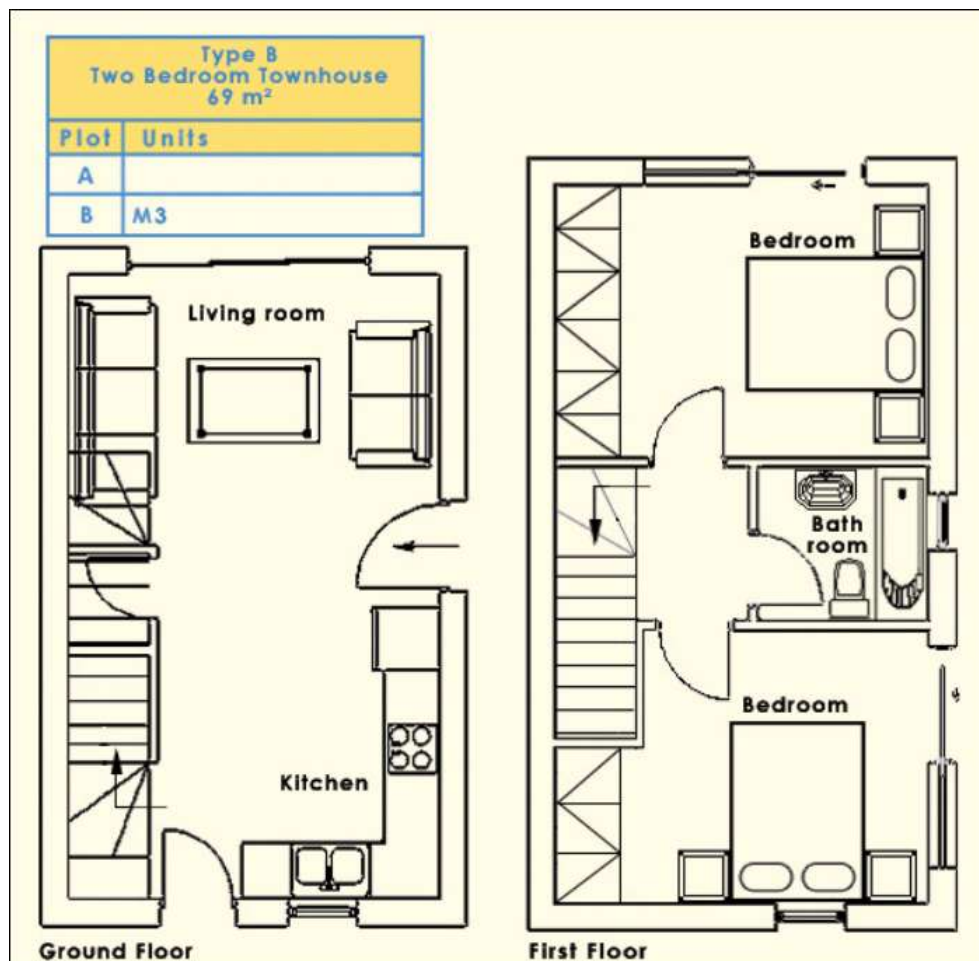 Type B
Two Bedroom Townhouse
69 m²
Plot Units
A
B M3
Living room
Kitchen
Ground Floor
Bedroom
Bath
room
Bedroom
First Floor